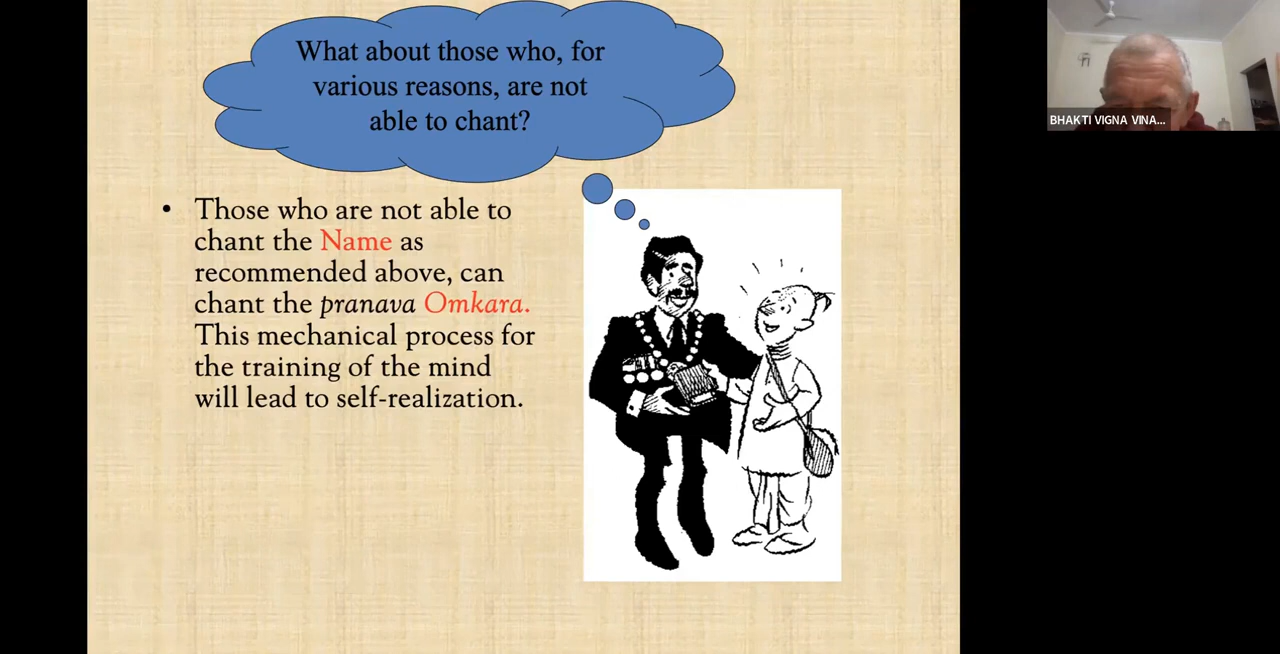 What about those who, for
various reasons, are not
able to chant?
BHAKTI VIGNA VINA...
• Those who are not able to
chant the Name as
recommended above, can
chant the pranava Omkara.
This mechanical process for
the training of the mind
will lead to self-realization.